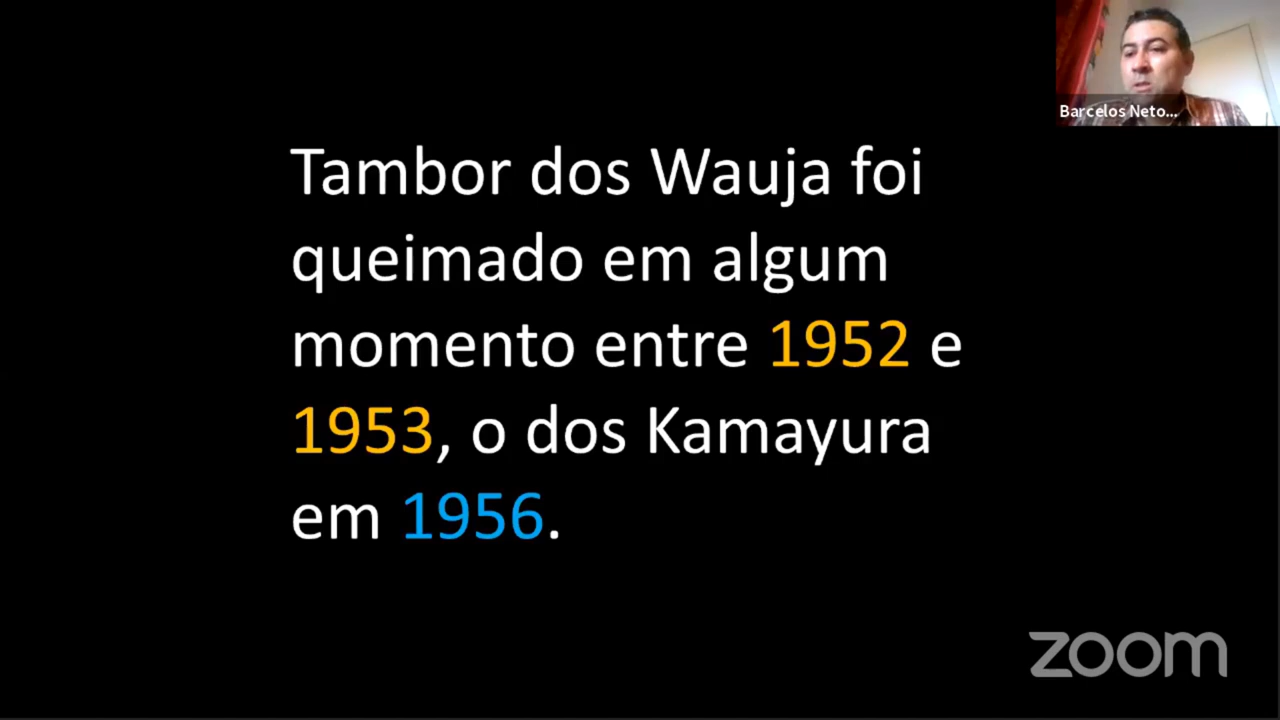 Barcelos Neto...
Tambor dos Wauja foi
queimado em algum
momento entre 1952 e
1953, o dos Kamayura
em 1956.
zoom